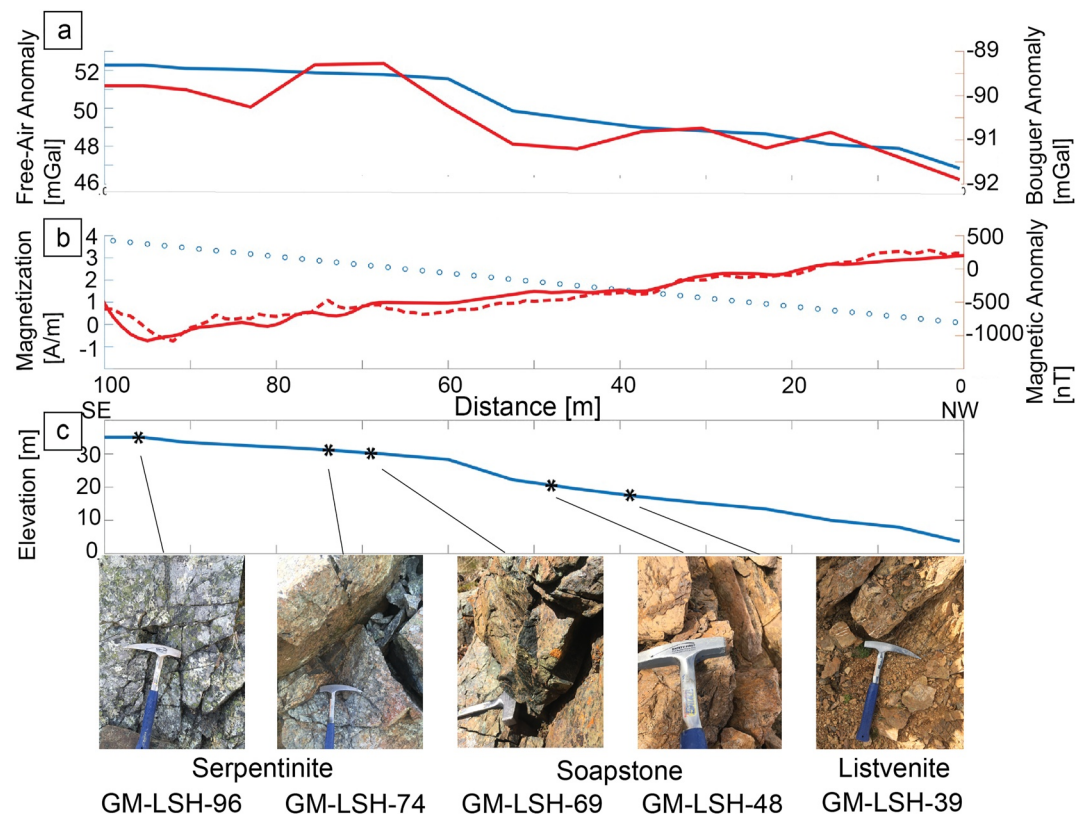 a
Free-Air Anomaly
[mGal]
52
50
48
46
-89
-90
-91
-92
Bouguer Anomaly
[mGal]
b
Magnetization
[A/m]
4
3
2
1
0
-1
500
0
-500
-1000
Magnetic Anomaly
[nT]
100 80 60 40 20 0
SE Distance [m] NW
c
Elevation [m]
30
20
10
0
Serpentinite Soapstone Listvenite
GM-LSH-96 GM-LSH-74 GM-LSH-69 GM-LSH-48 GM-LSH-39